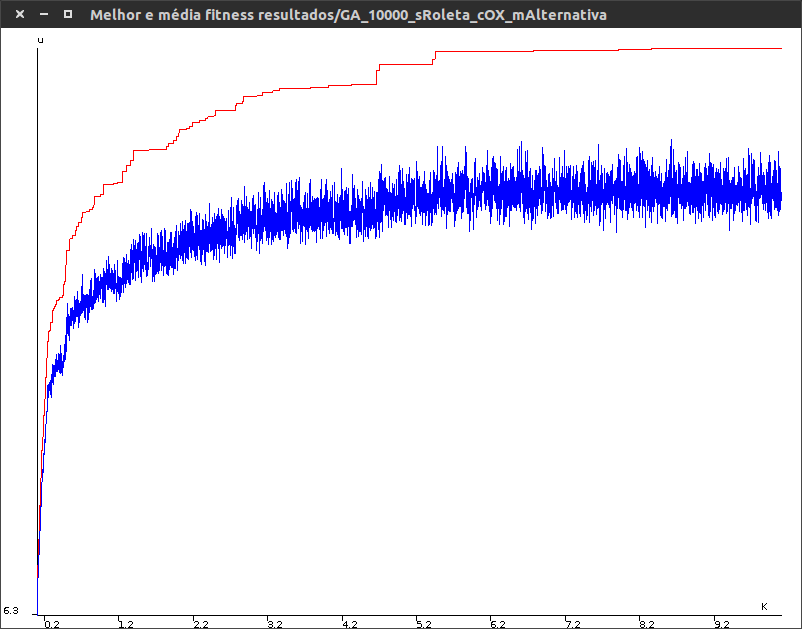 Melhor e média fitness resultados/GA_10000_sRoleta_cOX_mAlternativa
u
K
6.3
0.2 1.2 2.2 3.2 4.2 5.2 6.2 7.2 8.2 9.2